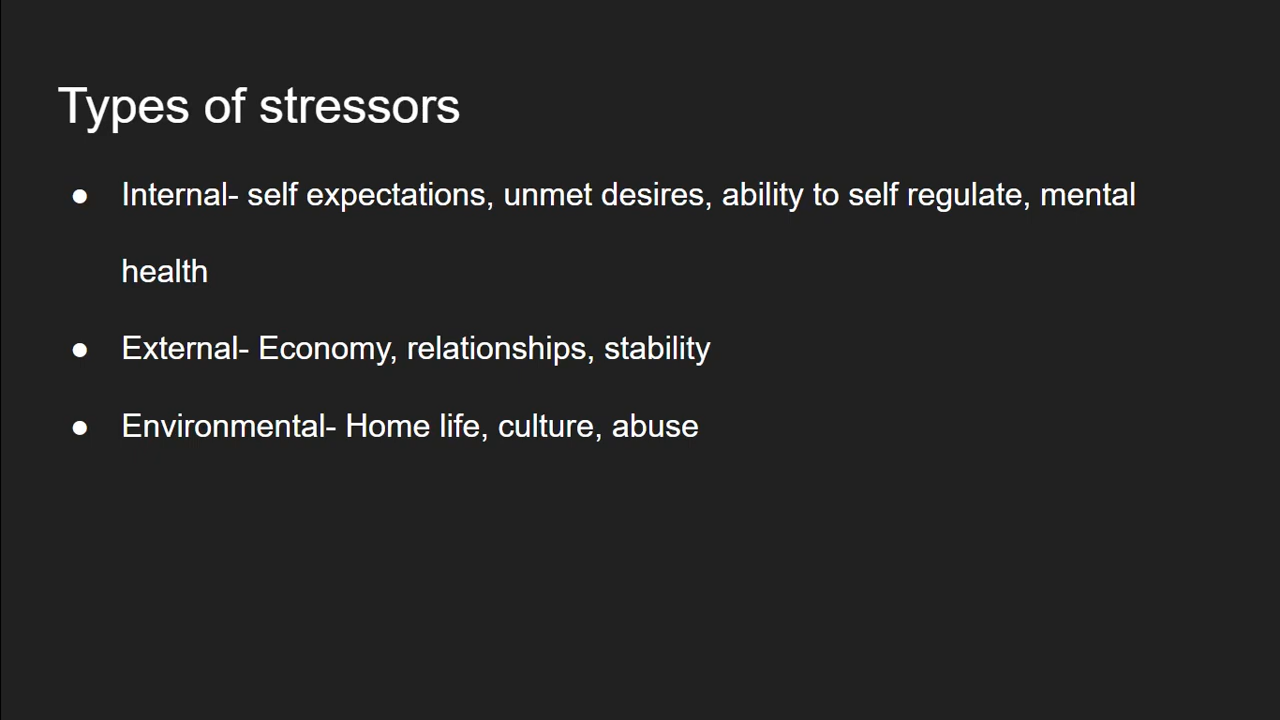 Types of stressors
● Internal- self expectations, unmet desires, ability to self regulate, mental
health
● External- Economy, relationships, stability
● Environmental- Home life, culture, abuse